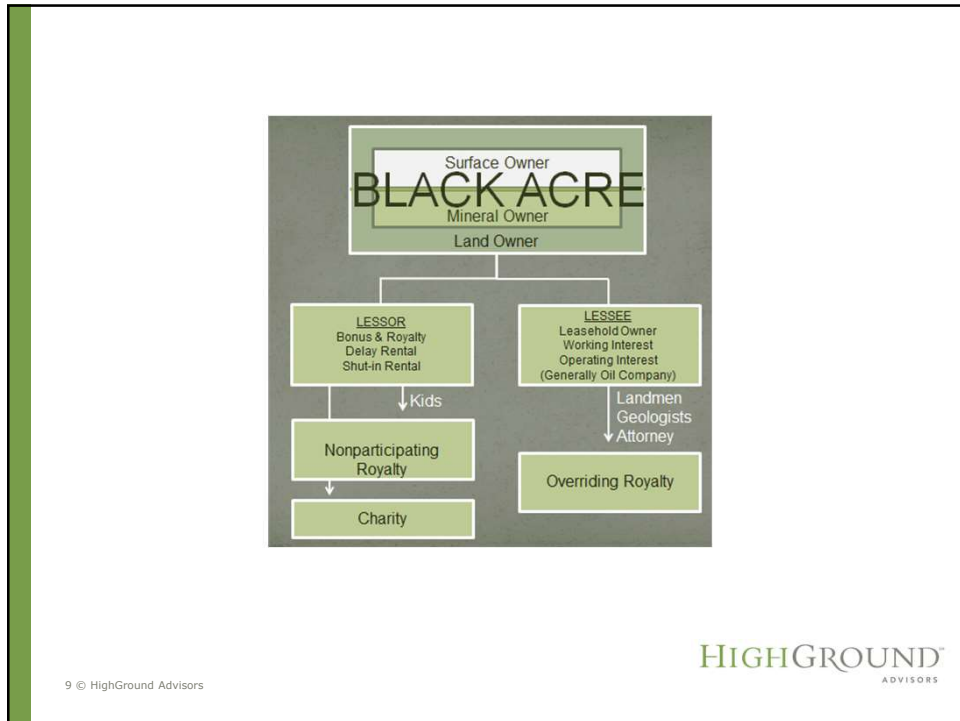 Surface Owner
BLACK ACRE
Mineral Owner
Land Owner
LESSOR
Bonus & Royalty
Delay Rental
Shut-in Rental
LESSEE
Leasehold Owner
Working Interest
Operating Interest
(Generally Oil Company)
Kids
Landmen
Geologists
Attorney
Nonparticipating
Royalty
Overriding Royalty
Charity
9 © HighGround Advisors
HIGHGROUND™
ADVISORS